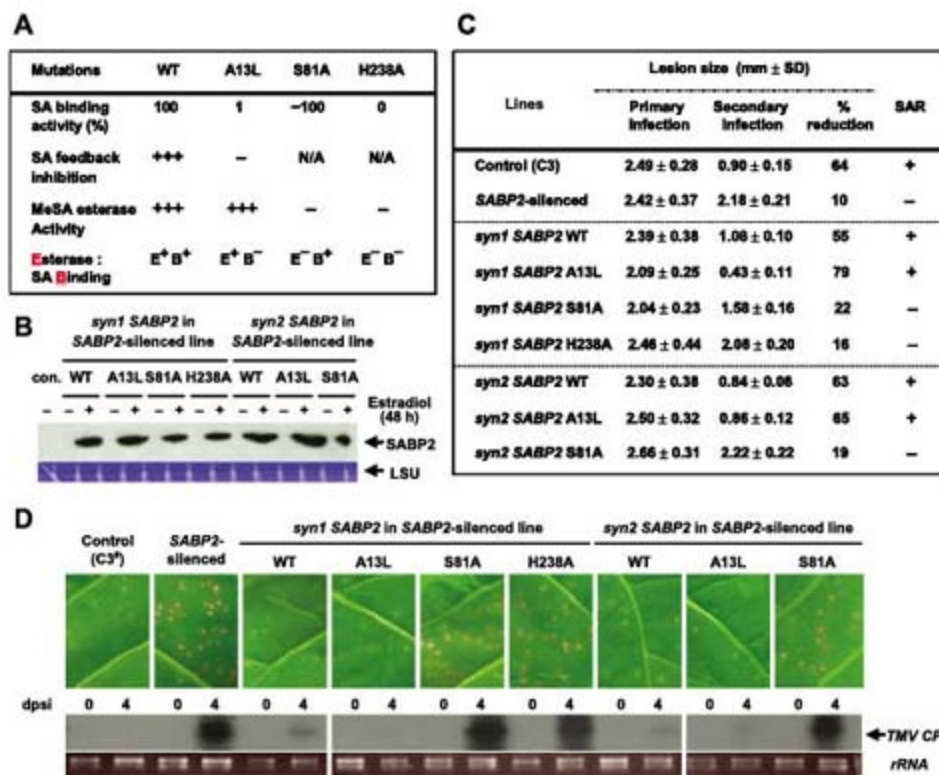 A
Mutations WT A13L S81A H238A
SA binding activity (%) 100 1 ~100 0
SA feedback inhibition +++ – N/A N/A
MeSA esterase Activity +++ +++ – –
Esterase : SA Binding E+ B+ E+ B– E– B+ E– B–
B
syn1 SABP2 in SABP2-silenced line
syn2 SABP2 in SABP2-silenced line
con. WT A13L S81A H238A WT A13L S81A
– – + – + – + – + – + – + – + Estradiol (48 h)
SABP2
LSU
C
Lesion size (mm ± SD)
Lines Primary Infection Secondary Infection % reduction SAR
Control (C3) 2.49 ± 0.28 0.90 ± 0.15 64 +
SABP2-silenced 2.42 ± 0.37 2.18 ± 0.21 10 –
syn1 SABP2 WT 2.39 ± 0.38 1.08 ± 0.10 55 +
syn1 SABP2 A13L 2.09 ± 0.25 0.43 ± 0.11 79 +
syn1 SABP2 S81A 2.04 ± 0.23 1.58 ± 0.16 22 –
syn1 SABP2 H238A 2.46 ± 0.44 2.08 ± 0.20 16 –
syn2 SABP2 WT 2.30 ± 0.38 0.84 ± 0.08 63 +
syn2 SABP2 A13L 2.50 ± 0.32 0.86 ± 0.12 65 +
syn2 SABP2 S81A 2.66 ± 0.31 2.22 ± 0.22 19 –
D
Control (C3#)
SABP2-silenced
syn1 SABP2 in SABP2-silenced line
syn2 SABP2 in SABP2-silenced line
WT A13L S81A H238A WT A13L S81A
dpsi 0 4 0 4 0 4 0 4 0 4 0 4 0 4 0 4 0 4
TMV CP
rRNA